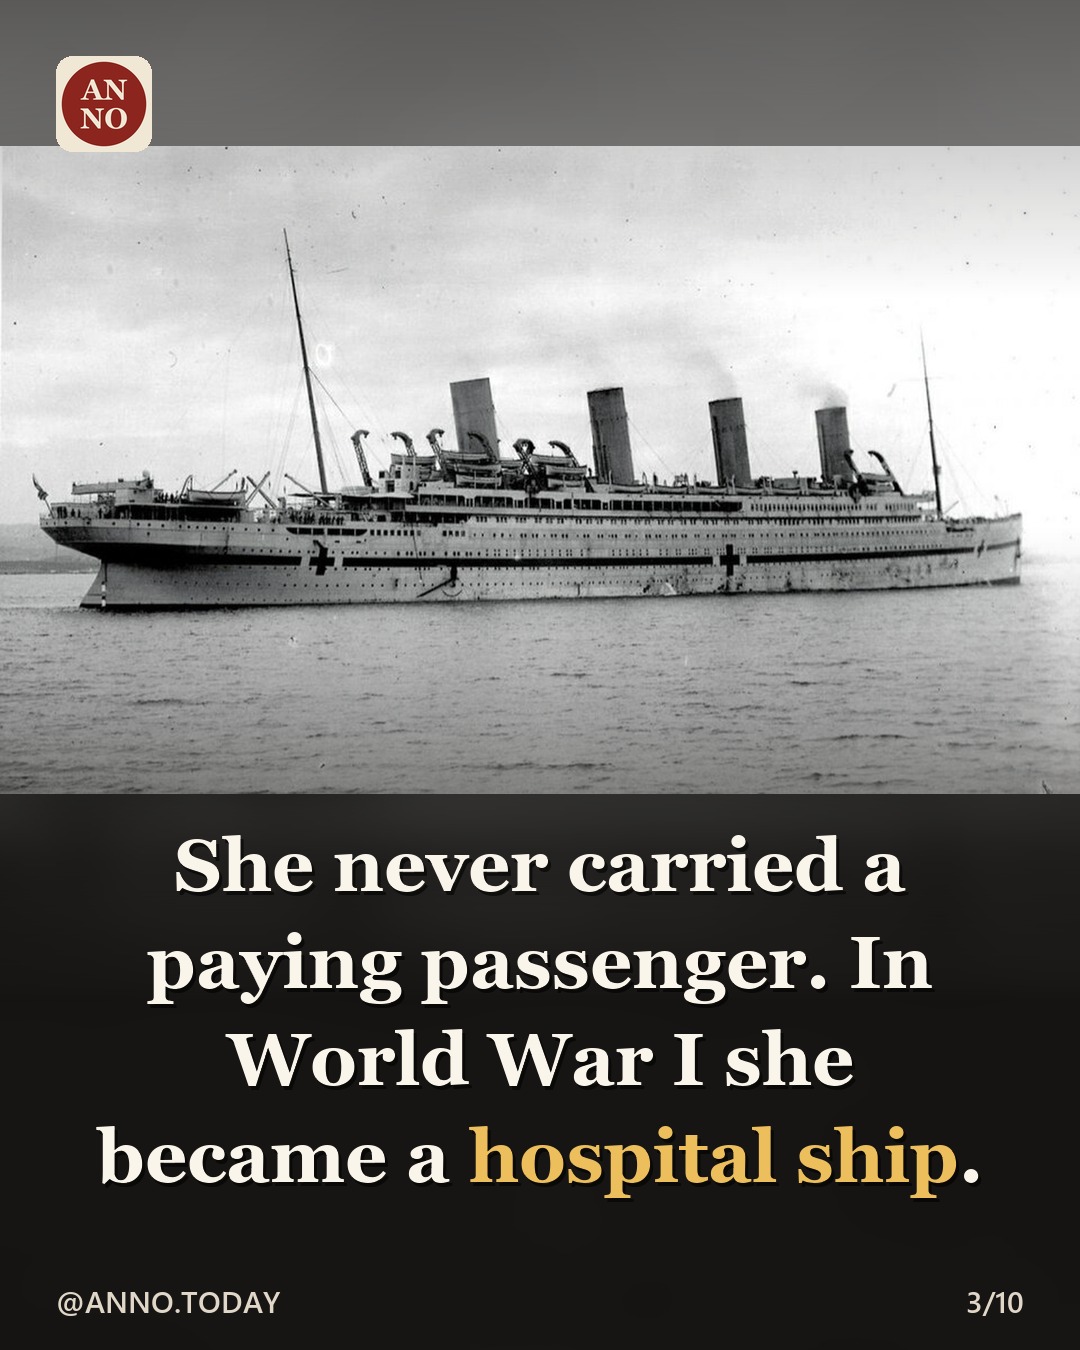 AN
NO
She never carried a
paying passenger. In
World War I she
became a hospital ship.
@ANNO.TODAY
3/10